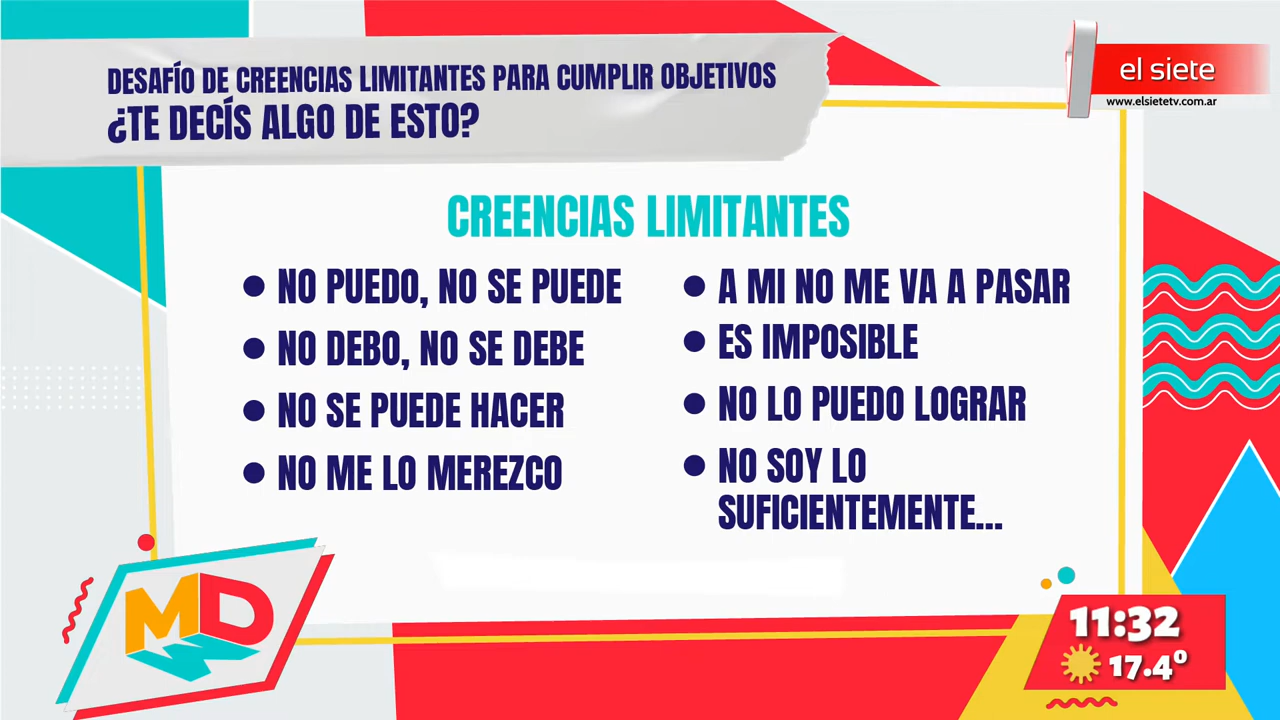 DESAFÍO DE CREENCIAS LIMITANTES PARA CUMPLIR OBJETIVOS
¿TE DECÍS ALGO DE ESTO?
el siete
www.elsietetv.com.ar
CREENCIAS LIMITANTES
● NO PUEDO, NO SE PUEDE
● NO DEBO, NO SE DEBE
● NO SE PUEDE HACER
● NO ME LO MEREZCO
● A MI NO ME VA A PASAR
● ES IMPOSIBLE
● NO LO PUEDO LOGRAR
● NO SOY LO
SUFICIENTEMENTE...
MD
11:32
17.4º